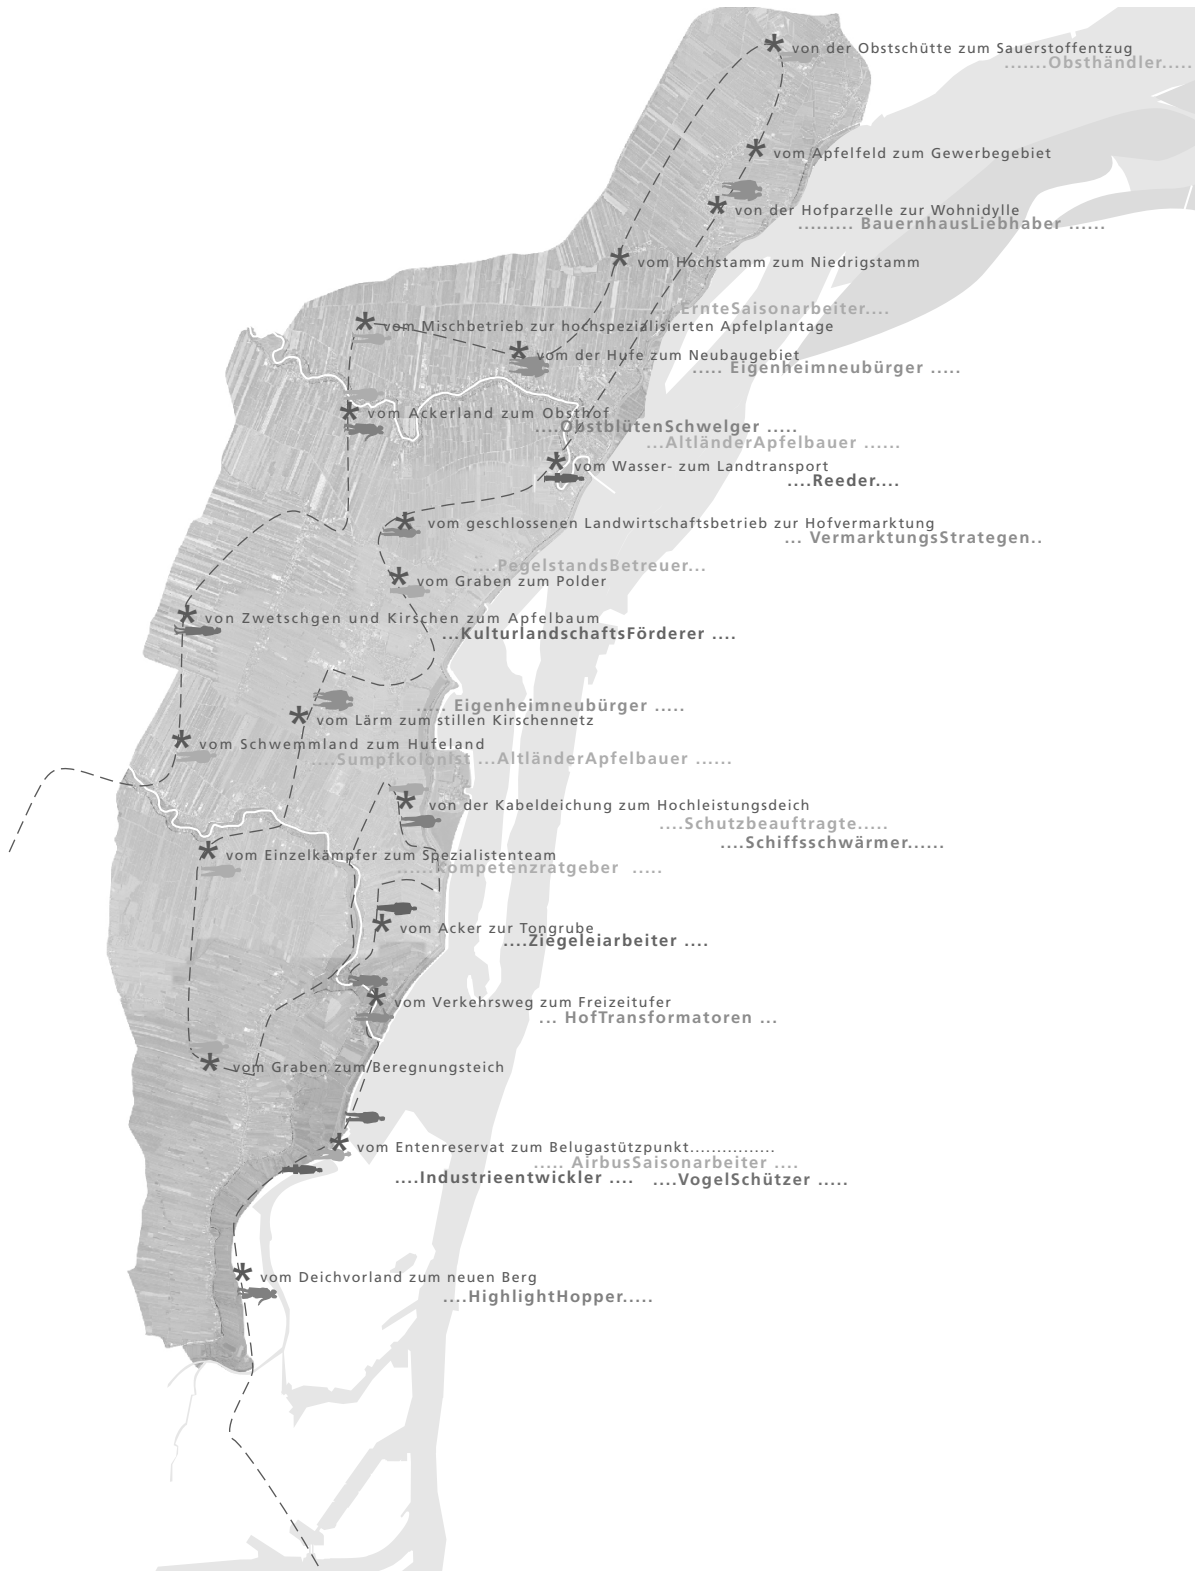 von der Obstschütte zum Sauerstoffentzug
.......Obsthändler.....
vom Apfelfeld zum Gewerbegebiet
von der Hofparzelle zur Wohnidylle
......... BauernhausLiebhaber ......
vom Hochstamm zum Niedrigstamm
.ErnteSaisonarbeiter....
vom Mischbetrieb zur hochspezialisierten Apfelplantage
vom der Hufe zum Neubaugebiet
..... Eigenheimneubürger .....
vom Ackerland zum Obsthof
....ObstblütenSchwelger .....
...AltländerApfelbauer ......
vom Wasser- zum Landtransport
....Reeder....
vom geschlossenen Landwirtschaftsbetrieb zur Hofvermarktung
... VermarktungsStrategen..
....PegelstandsBetreuer...
vom Graben zum Polder
von Zwetschgen und Kirschen zum Apfelbaum
...KulturlandschaftsFörderer ....
..... Eigenheimneubürger .....
vom Lärm zum stillen Kirschennetz
vom Schwemmland zum Hufeland
....Sumpfkolonist ...AltländerApfelbauer ......
von der Kabeldeichung zum Hochleistungsdeich
....Schutzbeauftragte.....
....Schiffsschwärmer......
vom Einzelkämpfer zum Spezialistenteam
......Kompetenzratgeber .....
vom Acker zur Tongrube
....Ziegeleiarbeiter ....
vom Verkehrsweg zum Freizeitufer
... HofTransformatoren ...
vom Graben zum Beregnungsteich
vom Entenreservat zum Belugastützpunkt................
..... AirbusSaisonarbeiter ....
....Industrieentwickler .... ....VogelSchützer .....
vom Deichvorland zum neuen Berg
....HighlightHopper.....